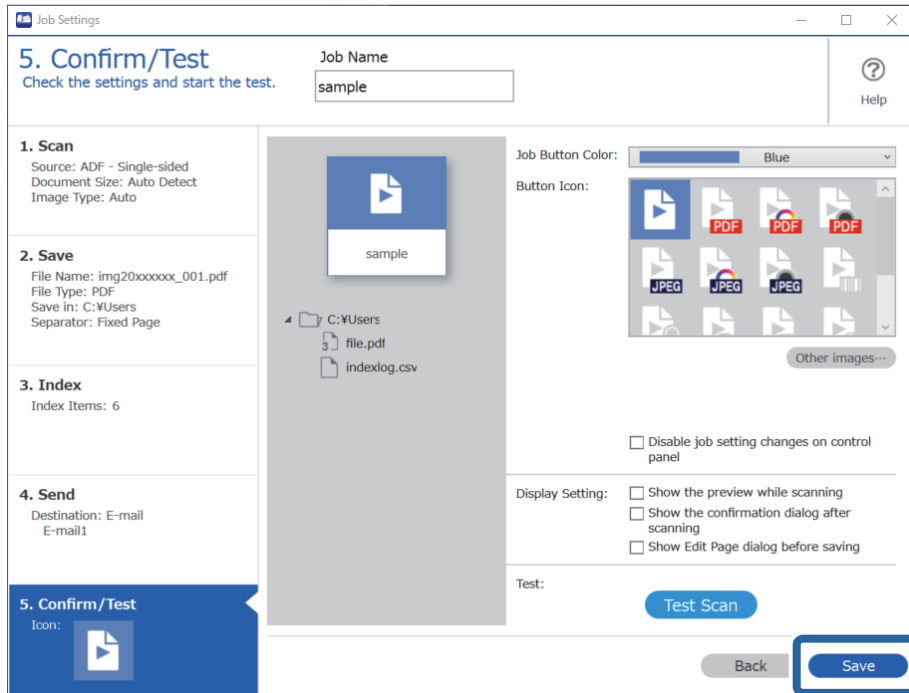 Job Settings
5. Confirm/Test
Check the settings and start the test.
Job Name
sample
Help
1. Scan
Source: ADF - Single-sided
Document Size: Auto Detect
Image Type: Auto
2. Save
File Name: img20xxxxxx_001.pdf
File Type: PDF
Save in: C:¥Users
Separator: Fixed Page
3. Index
Index Items: 6
4. Send
Destination: E-mail
E-mail1
5. Confirm/Test
Icon:
sample
C:¥Users
3 file.pdf
indexlog.csv
Job Button Color: Blue
Button Icon:
PDF PDF PDF
JPEG JPEG JPEG
Other images…
Disable job setting changes on control
panel
Display Setting: Show the preview while scanning
Show the confirmation dialog after
scanning
Show Edit Page dialog before saving
Test:
Test Scan
Back Save